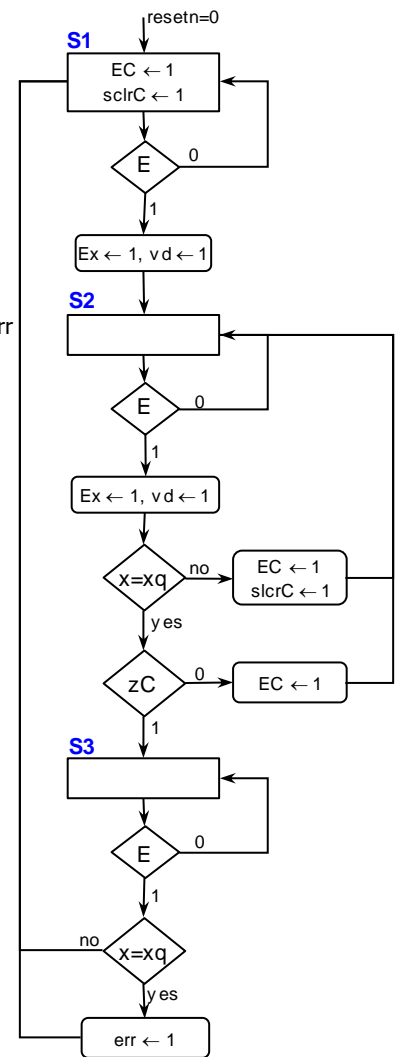 resetn=0
S1
EC ← 1
sclrC ← 1
E
0
1
Ex ← 1, vd ← 1
S2
rr
E
0
1
Ex ← 1, vd ← 1
x=xq
no
EC ← 1
slcrC ← 1
yes
zC
0
EC ← 1
1
S3
E
0
1
no
x=xq
yes
err ← 1